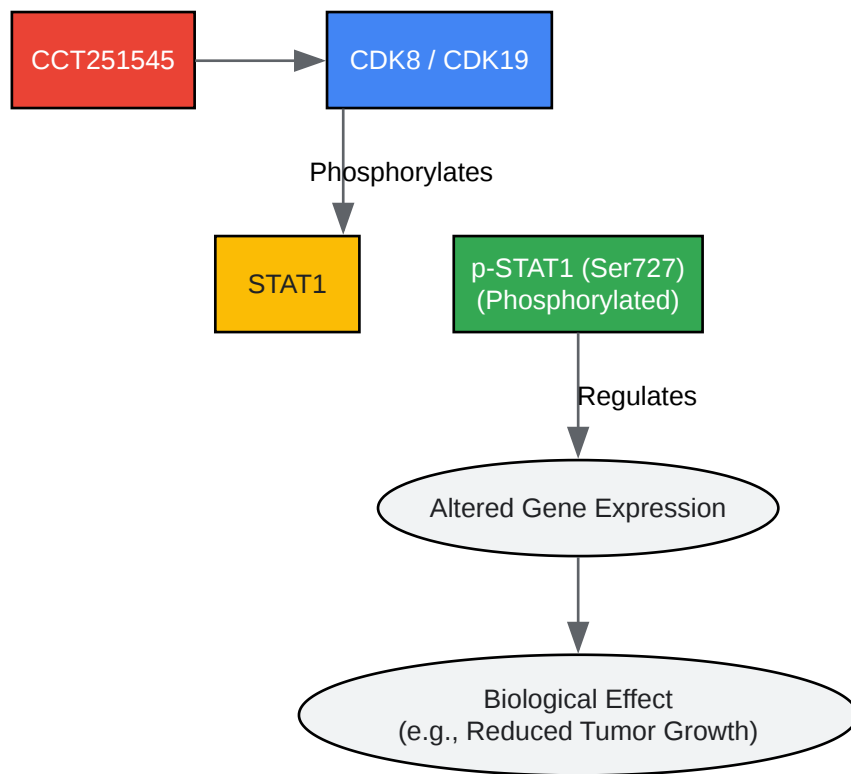 CCT251545
CDK8 / CDK19
Phosphorylates
STAT1
p-STAT1 (Ser727)
(Phosphorylated)
Regulates
Altered Gene Expression
Biological Effect
(e.g., Reduced Tumor Growth)